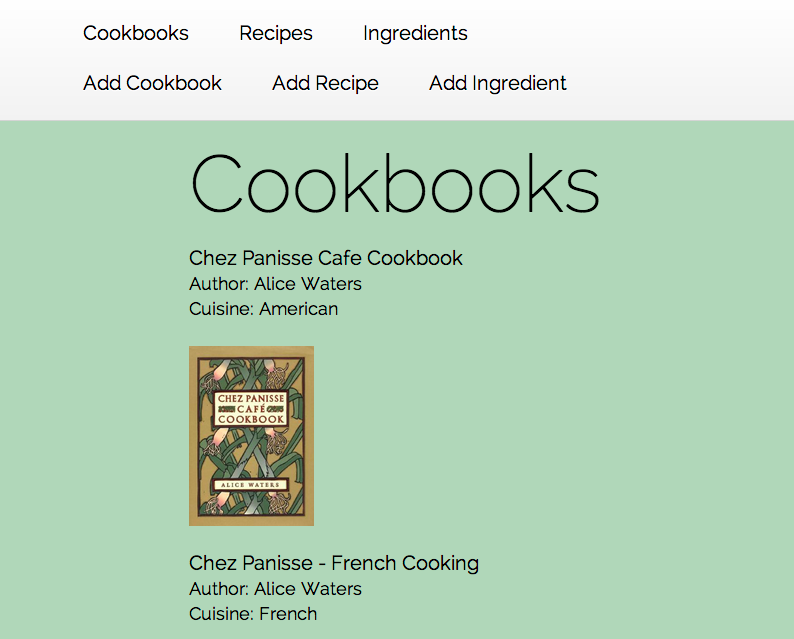 Cookbooks Recipes Ingredients
Add Cookbook Add Recipe Add Ingredient
Cookbooks
Chez Panisse Cafe Cookbook
Author: Alice Waters
Cuisine: American
CHEZ PANISSE
CAFÉ
COOKBOOK
ALICE WATERS
Chez Panisse - French Cooking
Author: Alice Waters
Cuisine: French